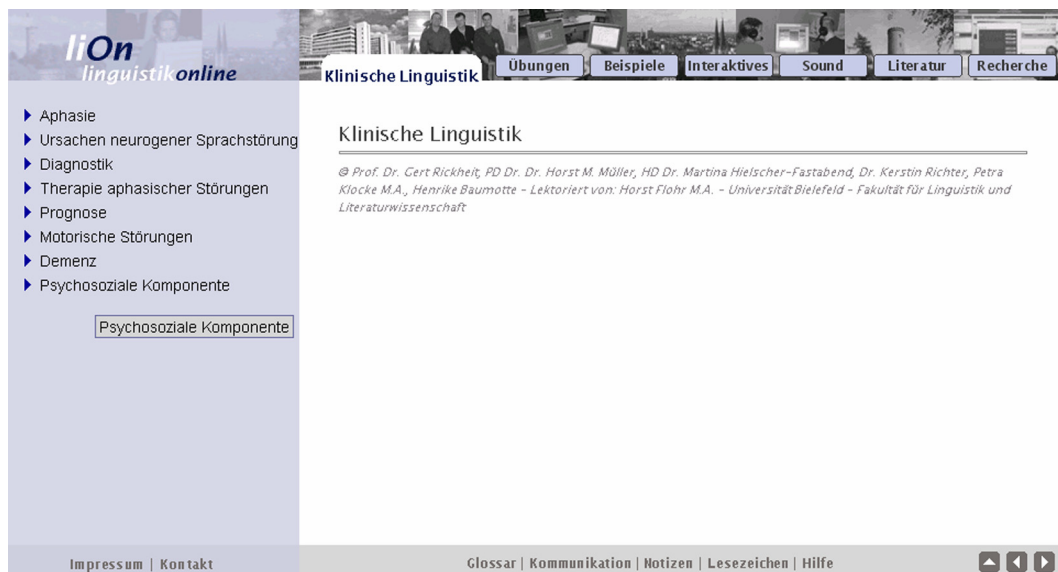 liOn
linguistikonline
Klinische Linguistik
Übungen
Beispiele
Interaktives
Sound
Literatur
Recherche
Aphasie
Ursachen neurogener Sprachstörung
Diagnostik
Therapie aphasischer Störungen
Prognose
Motorische Störungen
Demenz
Psychosoziale Komponente
Psychosoziale Komponente
Klinische Linguistik
© Prof. Dr. Gert Rickheit, PD Dr. Dr. Horst M. Müller, HD Dr. Martina Hielscher-Fastabend, Dr. Kerstin Richter, Petra
Klocke M.A., Henrike Baumotte - Lektoriert von: Horst Flohr M.A. - Universität Bielefeld - Fakultät für Linguistik und
Literaturwissenschaft
Impressum | Kontakt
Glossar | Kommunikation | Notizen | Lesezeichen | Hilfe